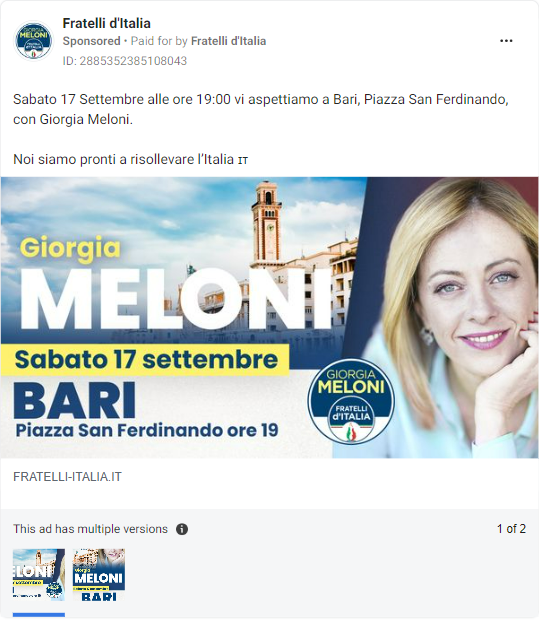 Fratelli d'Italia
Sponsored • Paid for by Fratelli d'Italia
ID: 2885352385108043
Sabato 17 Settembre alle ore 19:00 vi aspettiamo a Bari, Piazza San Ferdinando,
con Giorgia Meloni.
Noi siamo pronti a risollevare l'Italia IT
Giorgia
MELONI
Sabato 17 settembre
BARI
Piazza San Ferdinando ore 19
GIORGIA
MELONI
FRATELLI
d'ITALIA
FRATELLI-ITALIA.IT
This ad has multiple versions
1 of 2